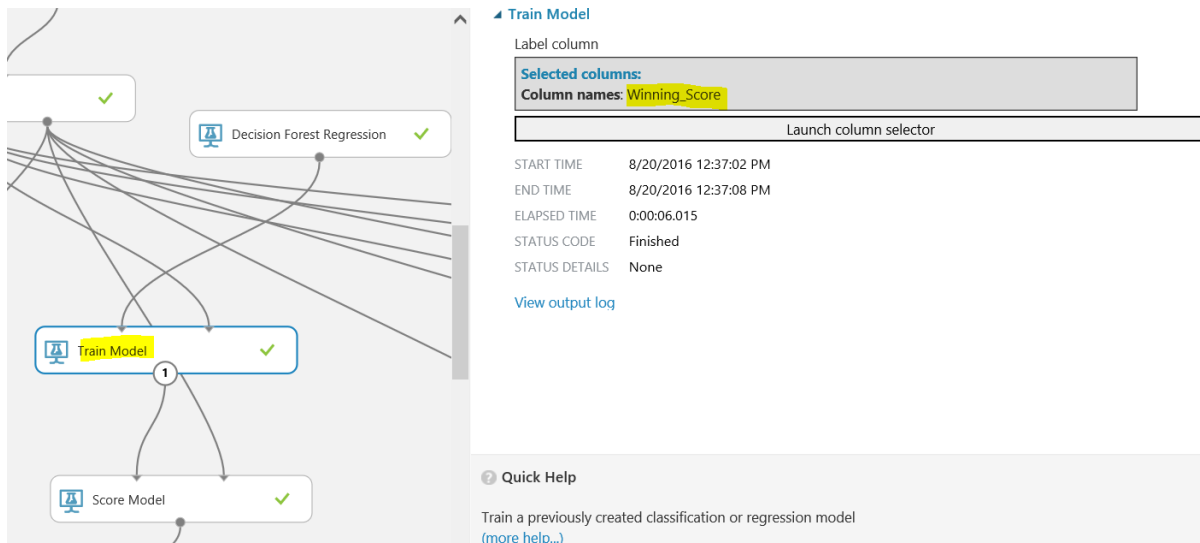 Decision Forest Regression
Train Model
1
Score Model
Train Model
Label column
Selected columns:
Column names: Winning_Score
Launch column selector
START TIME 8/20/2016 12:37:02 PM
END TIME 8/20/2016 12:37:08 PM
ELAPSED TIME 0:00:06.015
STATUS CODE Finished
STATUS DETAILS None
View output log
? Quick Help
Train a previously created classification or regression model
(more help...)